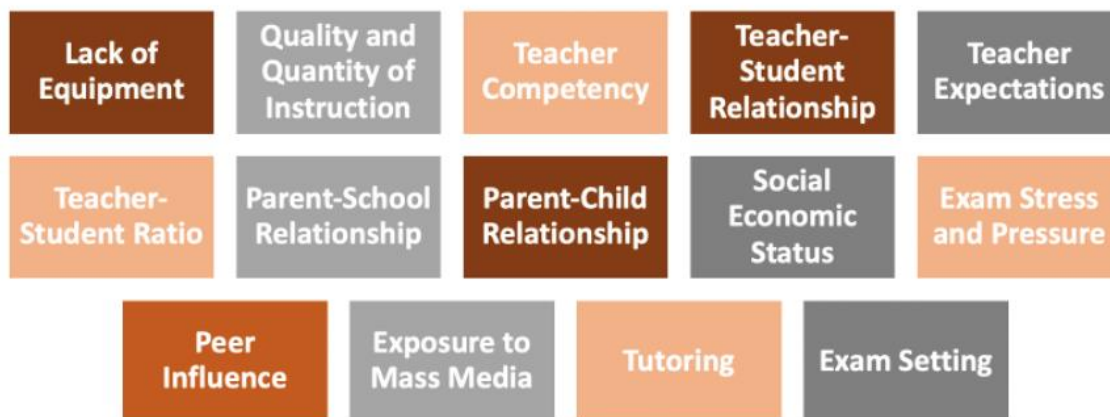 Lack of
Equipment
Quality and
Quantity of
Instruction
Teacher
Competency
Teacher-
Student
Relationship
Teacher
Expectations
Teacher-
Student Ratio
Parent-School
Relationship
Parent-Child
Relationship
Social
Economic
Status
Exam Stress
and Pressure
Peer
Influence
Exposure to
Mass Media
Tutoring
Exam Setting